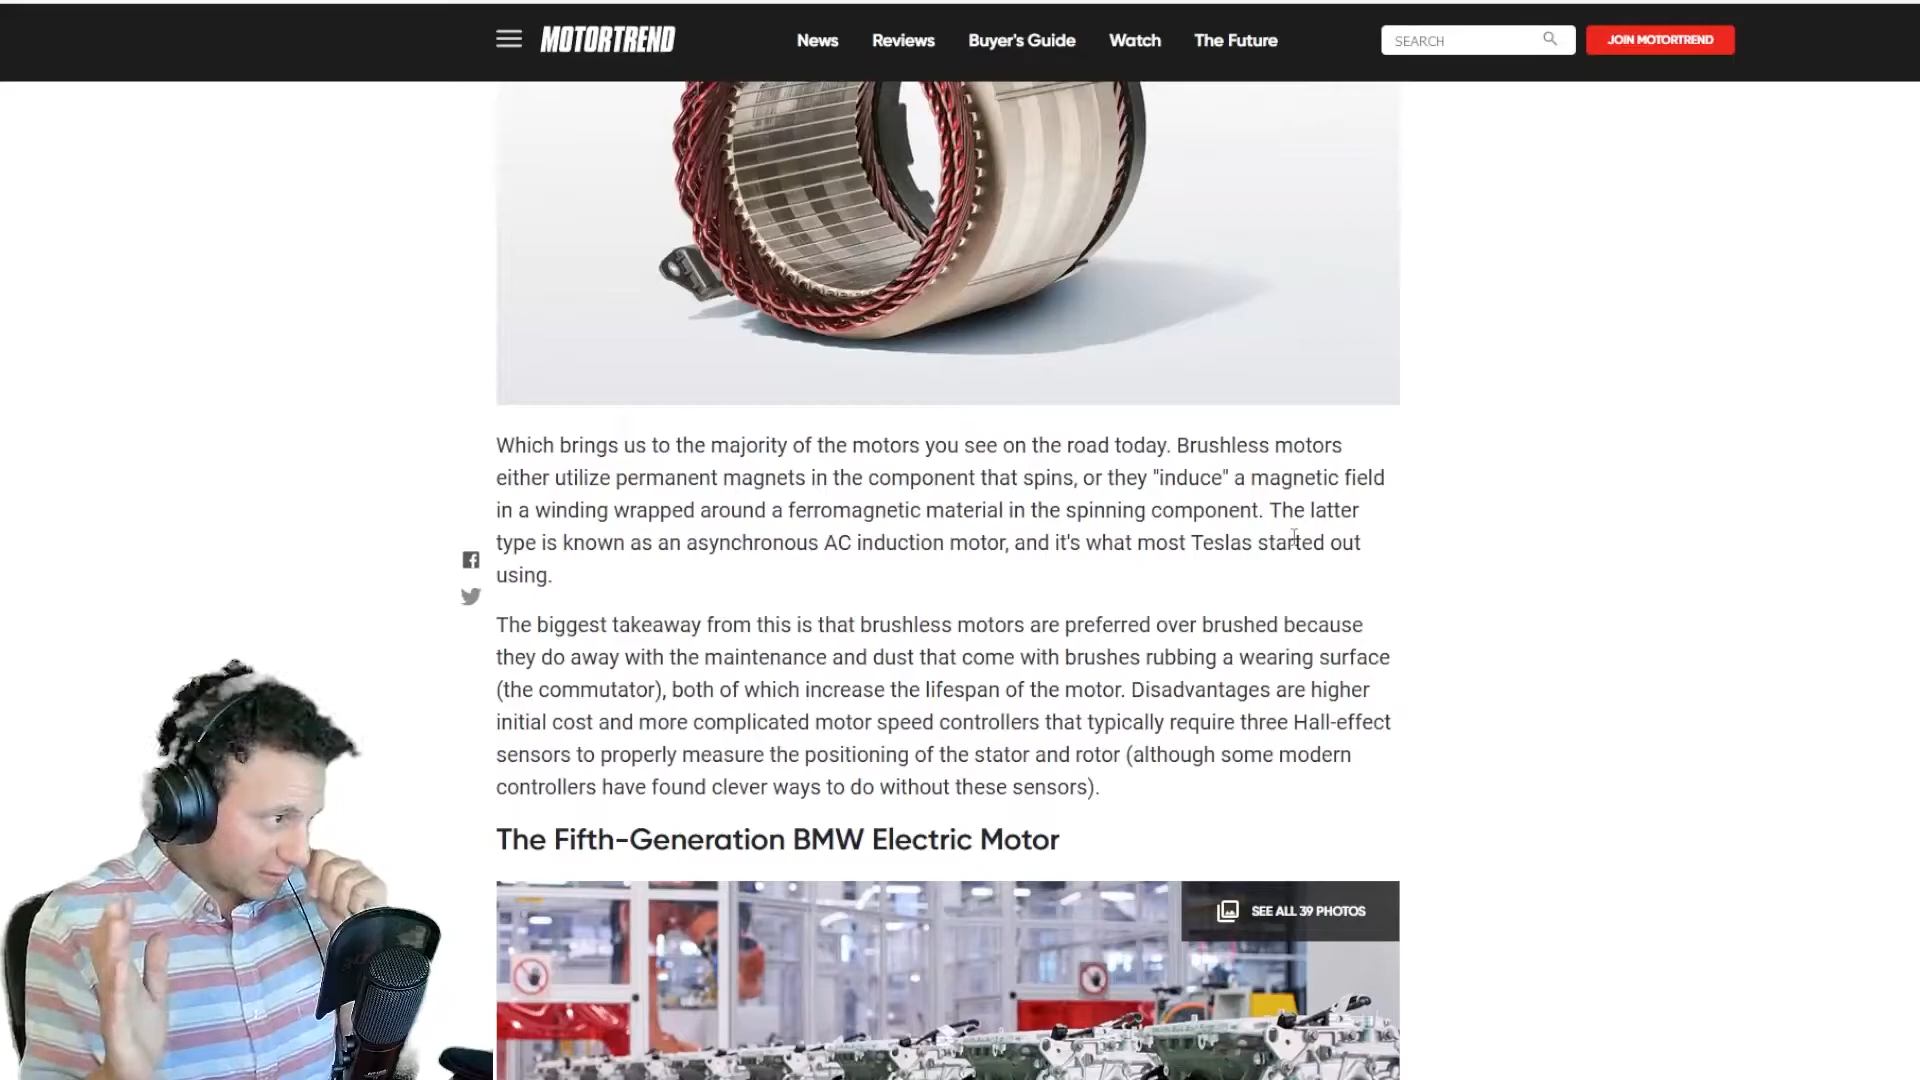 MOTORTREND
News
Reviews
Buyer's Guide
Watch
The Future
SEARCH
JOIN MOTORTREND
Which brings us to the majority of the motors you see on the road today. Brushless motors
either utilize permanent magnets in the component that spins, or they "induce" a magnetic field
in a winding wrapped around a ferromagnetic material in the spinning component. The latter
type is known as an asynchronous AC induction motor, and it's what most Teslas started out
using.
The biggest takeaway from this is that brushless motors are preferred over brushed because
they do away with the maintenance and dust that come with brushes rubbing a wearing surface
(the commutator), both of which increase the lifespan of the motor. Disadvantages are higher
initial cost and more complicated motor speed controllers that typically require three Hall-effect
sensors to properly measure the positioning of the stator and rotor (although some modern
controllers have found clever ways to do without these sensors).
The Fifth-Generation BMW Electric Motor
SEE ALL 39 PHOTOS